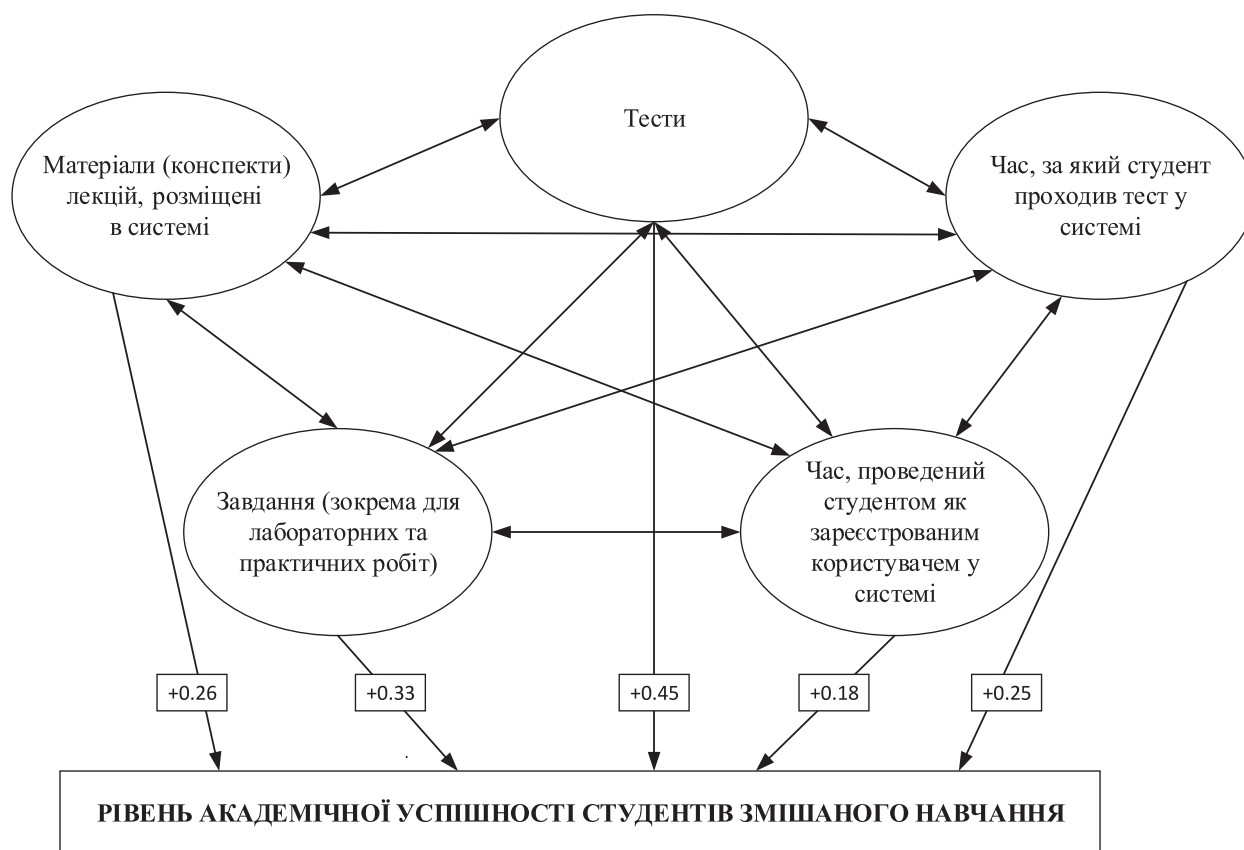 Тести
Матеріали (конспекти)
лекцій, розміщені
в системі
Час, за який студент
проходив тест у
системі
Завдання (зокрема для
лабораторних та
практичних робіт)
Час, проведений
студентом як
зареєстрованим
користувачем у
системі
+0.26
+0.33
+0.45
+0.18
+0.25
РІВЕНЬ АКАДЕМІЧНОЇ УСПІШНОСТІ СТУДЕНТІВ ЗМІШАНОГО НАВЧАННЯ